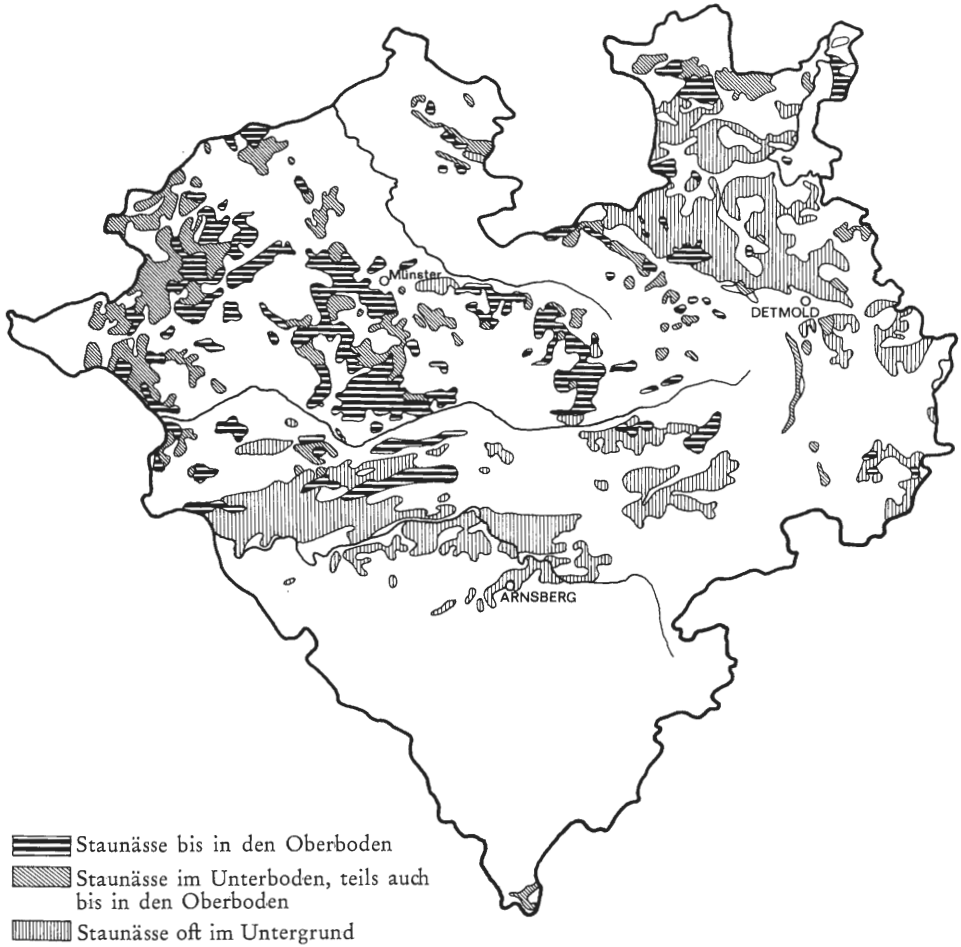 Münster
DETMOLD
ARNSBERG
Staunässe bis in den Oberboden
Staunässe im Unterboden, teils auch
bis in den Oberboden
Staunässe oft im Untergrund